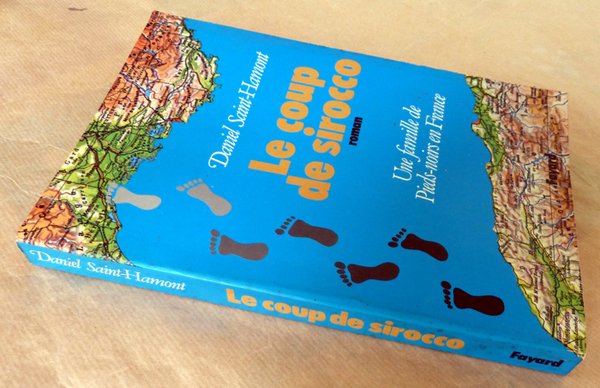 Daniel Saint-Hamont
Le coup
de sirocco
roman
Une famille de
Pieds-noirs en France
Fayard
Daniel Saint-Hamont
Le coup de sirocco
Fayard